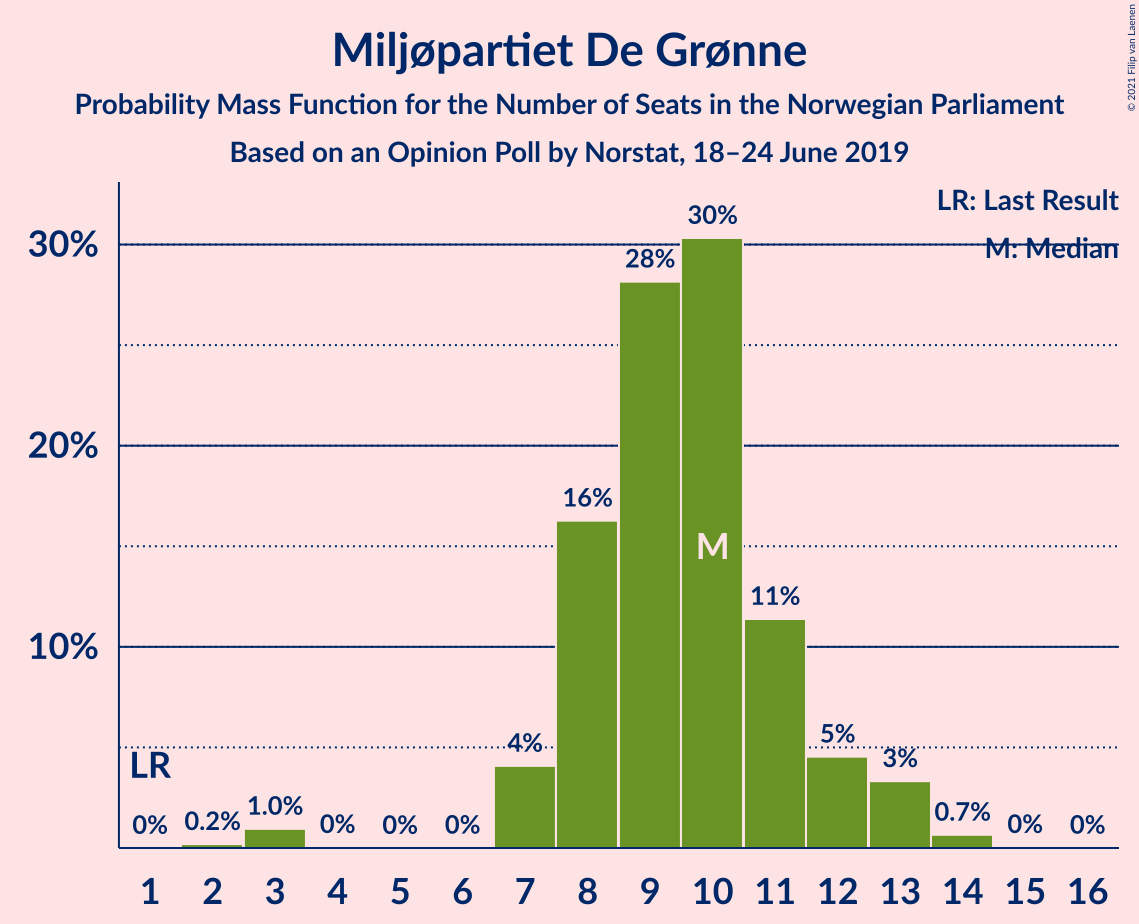 © 2021 Filip van Laenen
Miljøpartiet De Grønne
Probability Mass Function for the Number of Seats in the Norwegian Parliament
Based on an Opinion Poll by Norstat, 18–24 June 2019
LR: Last Result
M: Median
30%
20%
10%
LR
0% 0.2% 1.0% 0% 0% 0% 4% 16% 28% 30% 11% 5% 3% 0.7% 0% 0%
M
1 2 3 4 5 6 7 8 9 10 11 12 13 14 15 16